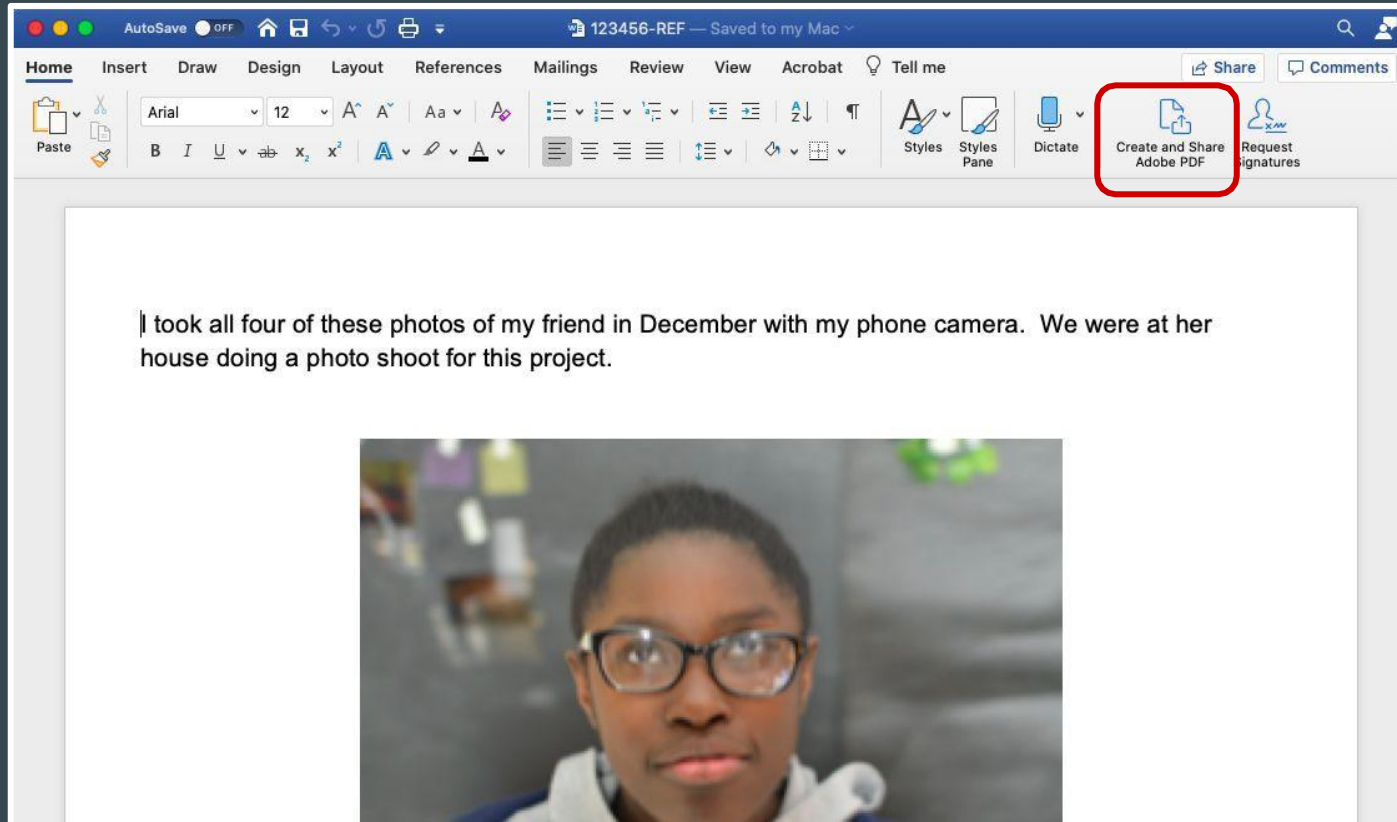 AutoSave OFF 123456-REF — Saved to my Mac
Home Insert Draw Design Layout References Mailings Review View Acrobat Tell me Share Comments
Paste Arial 12 Aa Styles Styles Pane Dictate Create and Share Adobe PDF Request Signatures
I took all four of these photos of my friend in December with my phone camera. We were at her
house doing a photo shoot for this project.